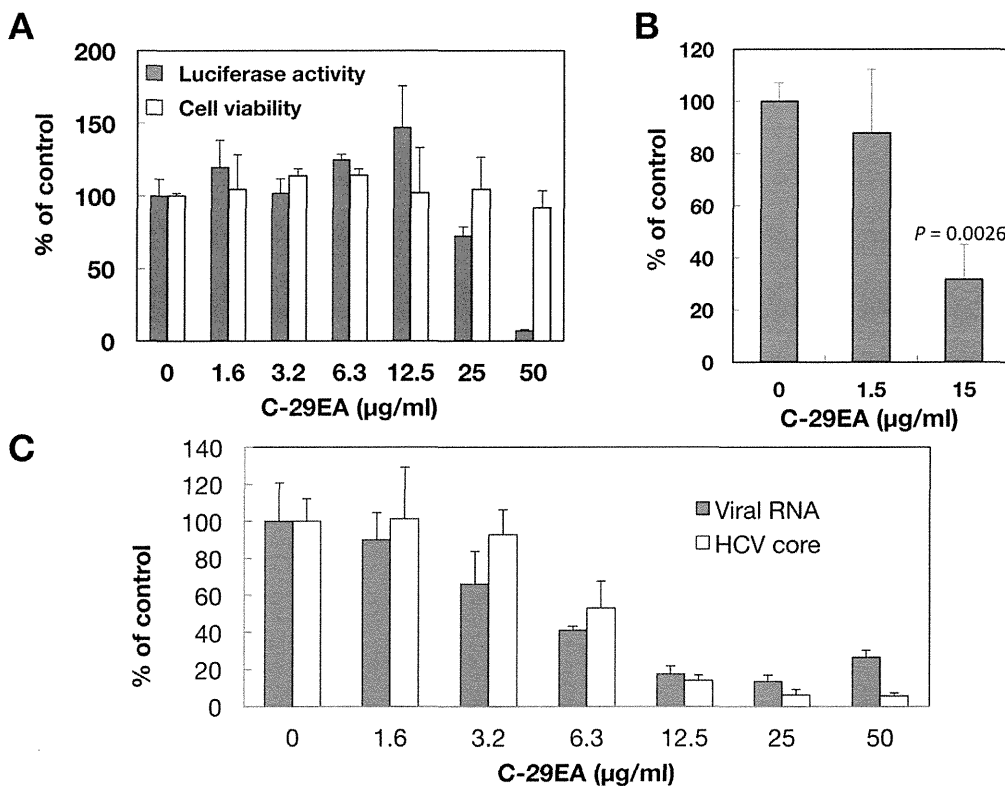 A
200
150
100
50
0
% of control
Luciferase activity
Cell viability
0 1.6 3.2 6.3 12.5 25 50
C-29EA (µg/ml)
B
120
100
80
60
40
20
0
% of control
P = 0.0026
0 1.5 15
C-29EA (µg/ml)
C
140
120
100
80
60
40
20
0
% of control
Viral RNA
HCV core
0 1.6 3.2 6.3 12.5 25 50
C-29EA (µg/ml)